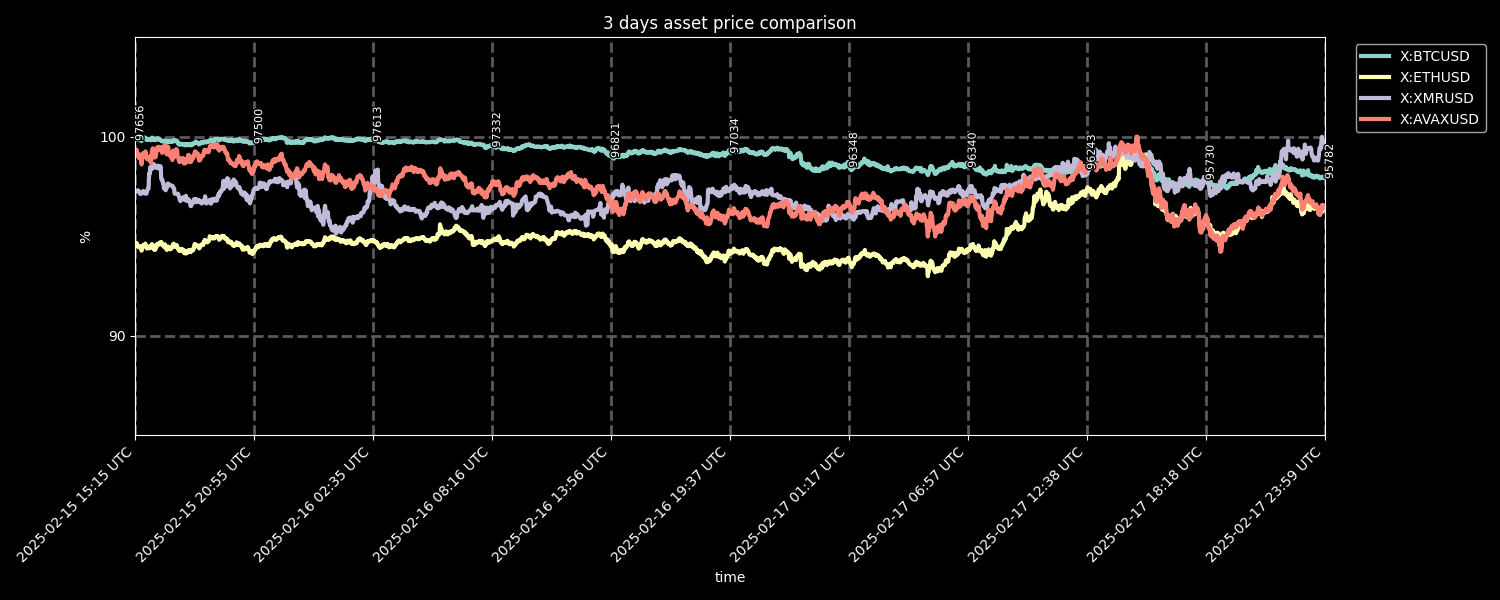 3 days asset price comparison
X:BTCUSD
X:ETHUSD
X:XMRUSD
X:AVAXUSD
97656
97500
97613
97332
96821
97034
96348
96340
96243
95730
95782
100
90
%
2025-02-15 15:15 UTC
2025-02-15 20:55 UTC
2025-02-16 02:35 UTC
2025-02-16 08:16 UTC
2025-02-16 13:56 UTC
2025-02-16 19:37 UTC
2025-02-17 01:17 UTC
2025-02-17 06:57 UTC
2025-02-17 12:38 UTC
2025-02-17 18:18 UTC
2025-02-17 23:59 UTC
time